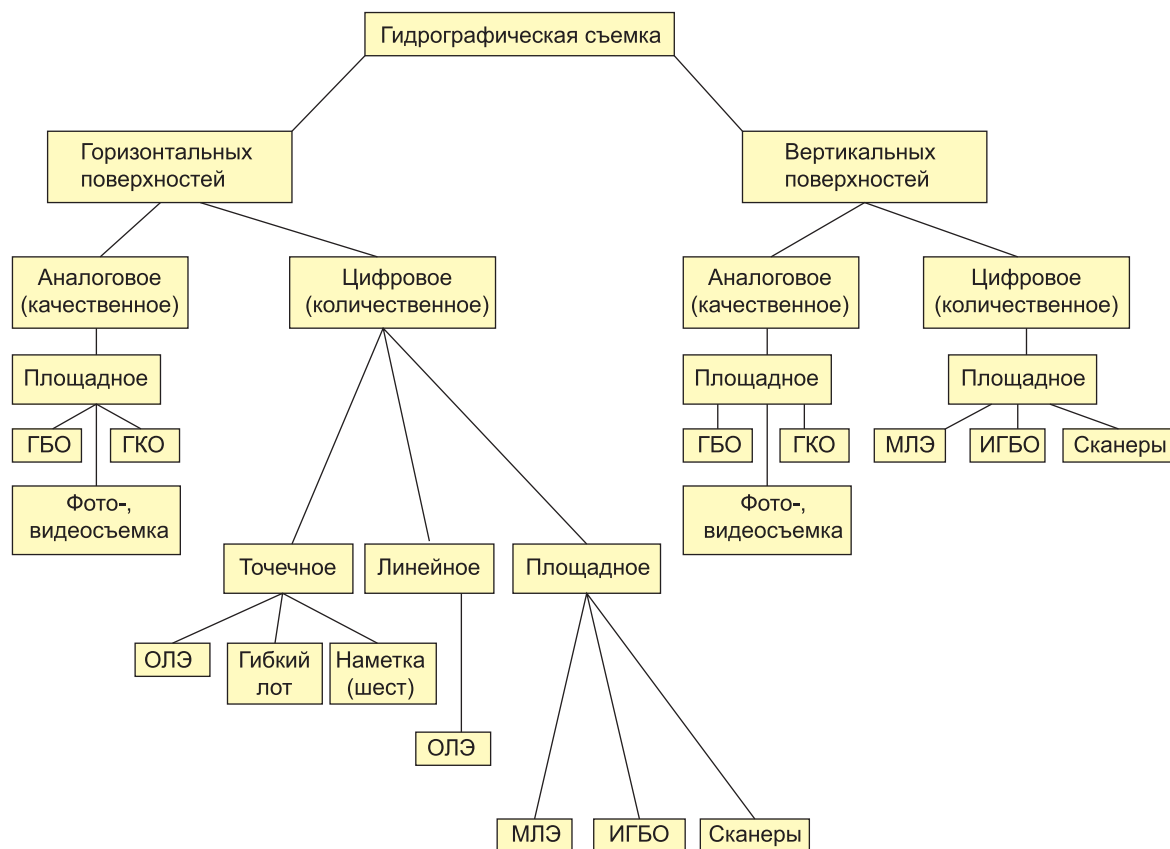 Гидрографическая съемка
Горизонтальных
поверхностей
Вертикальных
поверхностей
Аналоговое
(качественное)
Цифровое
(количественное)
Аналоговое
(качественное)
Цифровое
(количественное)
Площадное
Площадное
Площадное
ГБО
ГКО
ГБО
ГКО
МЛЭ
ИГБО
Сканеры
Фото-,
видеосъемка
Фото-,
видеосъемка
Точечное
Линейное
Площадное
ОЛЭ
Гибкий
лот
Наметка
(шест)
ОЛЭ
МЛЭ
ИГБО
Сканеры